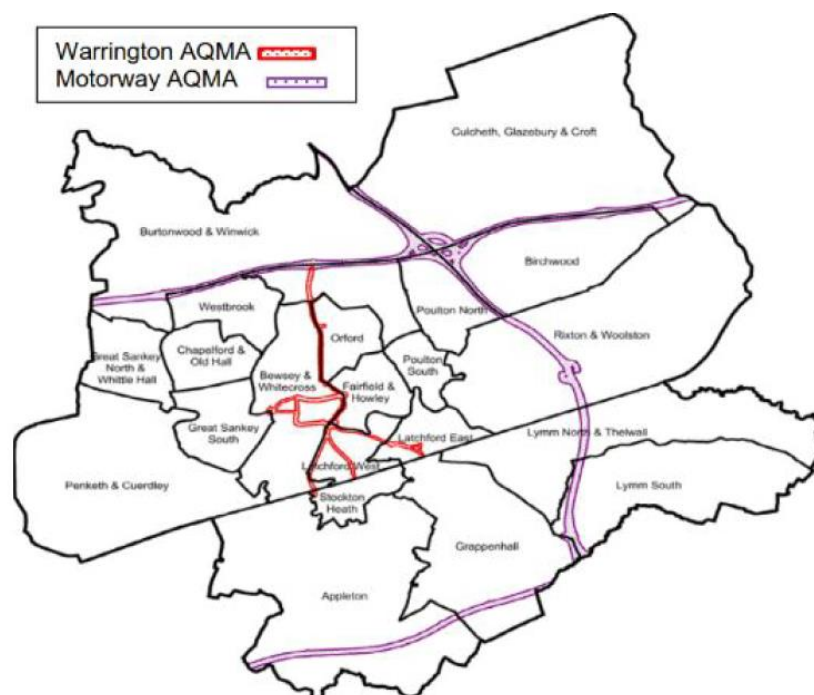 Warrington AQMA
Motorway AQMA
Culcheth, Glazebury & Croft
Burtonwood & Winwick
Birchwood
Westbrook
Poulton North
Rixton & Woolston
Orford
Great Sankey
North &
Whittle Hall
Chapelford &
Old Hall
Poulton
South
Bewsey &
Whitecross
Fairfield &
Howley
Great Sankey
South
Latchford East
Lymm North & Thelwall
Latchford West
Penketh & Cuerdley
Lymm South
Stockton
Heath
Grappenhall
Appleton